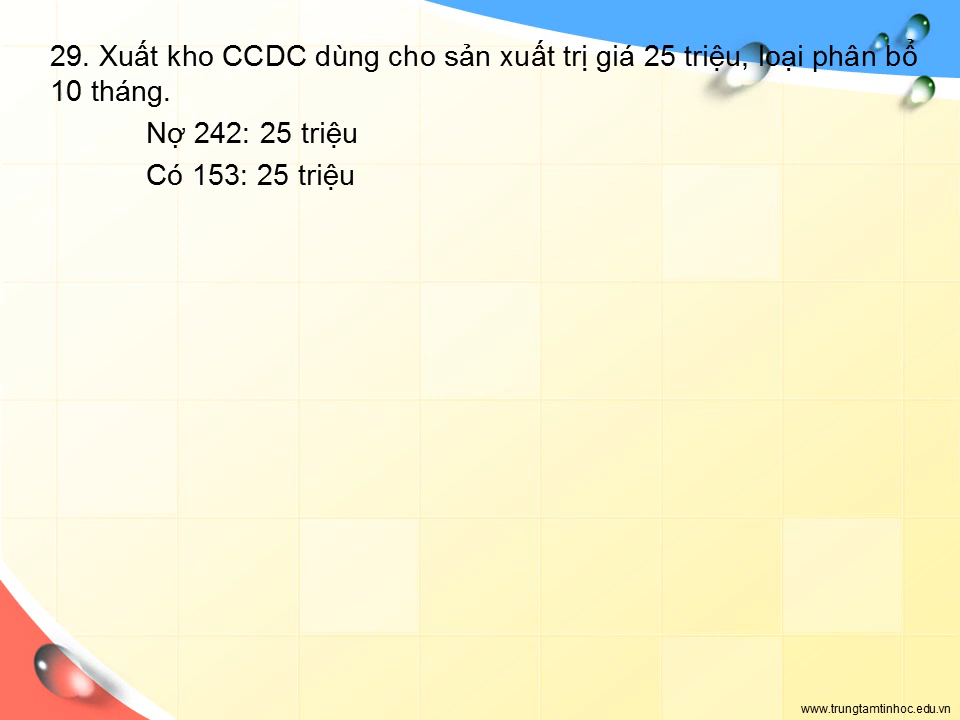 29. Xuất kho CCDC dùng cho sản xuất trị giá 25 triệu, loại phân bổ
10 tháng.
Nợ 242: 25 triệu
Có 153: 25 triệu
www.trungtamtinhoc.edu.vn